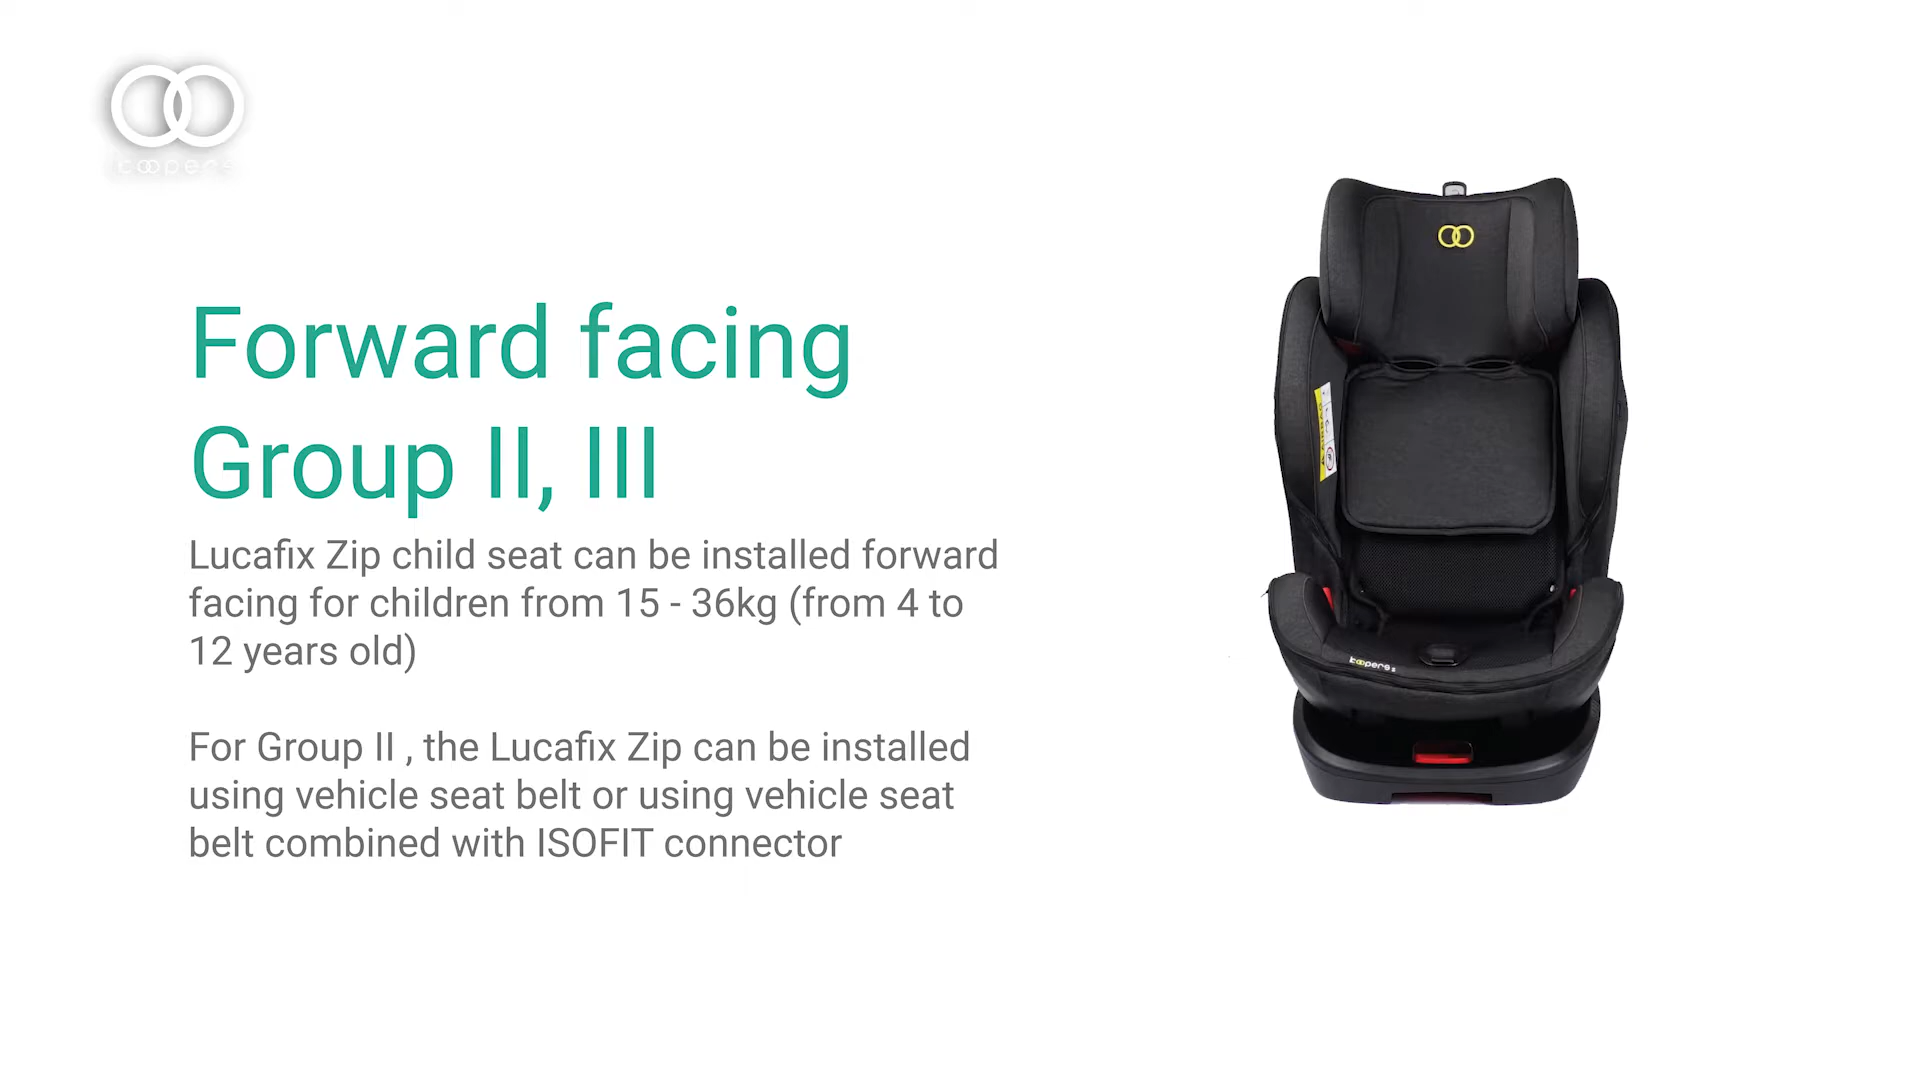 koopers
Forward facing
Group II, III
Lucafix Zip child seat can be installed forward
facing for children from 15 - 36kg (from 4 to
12 years old)
For Group II , the Lucafix Zip can be installed
using vehicle seat belt or using vehicle seat
belt combined with ISOFIT connector
koopers